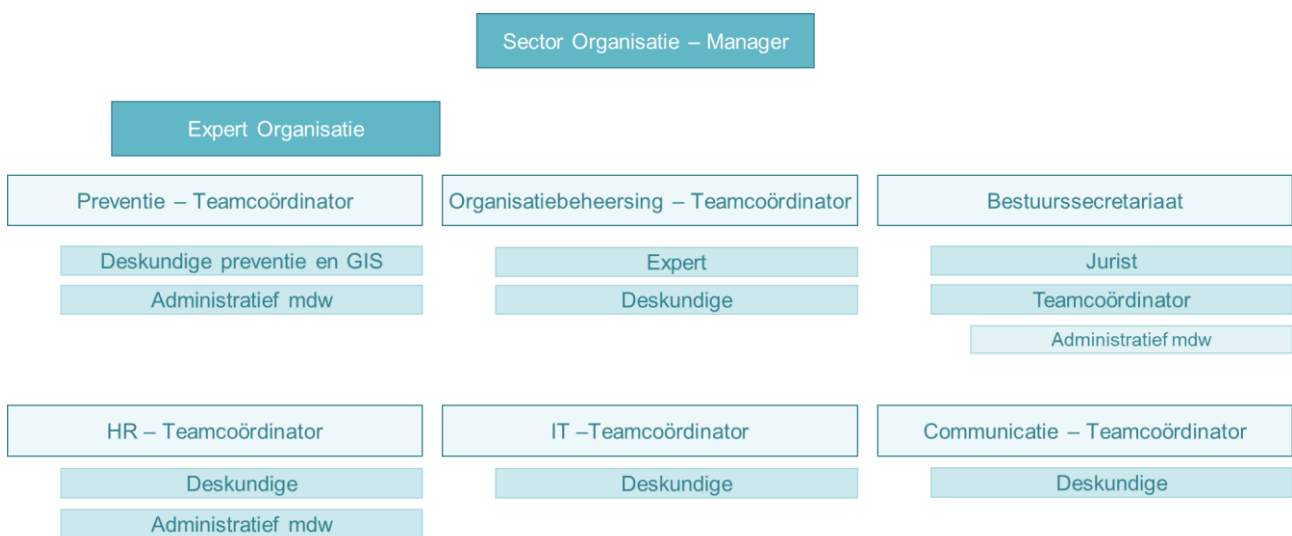 Sector Organisatie – Manager
Expert Organisatie
Preventie – Teamcoördinator
Deskundige preventie en GIS
Administratief mdw
Organisatiebeheersing – Teamcoördinator
Expert
Deskundige
Bestuurssecretariaat
Jurist
Teamcoördinator
Administratief mdw
HR – Teamcoördinator
Deskundige
Administratief mdw
IT –Teamcoördinator
Deskundige
Communicatie – Teamcoördinator
Deskundige